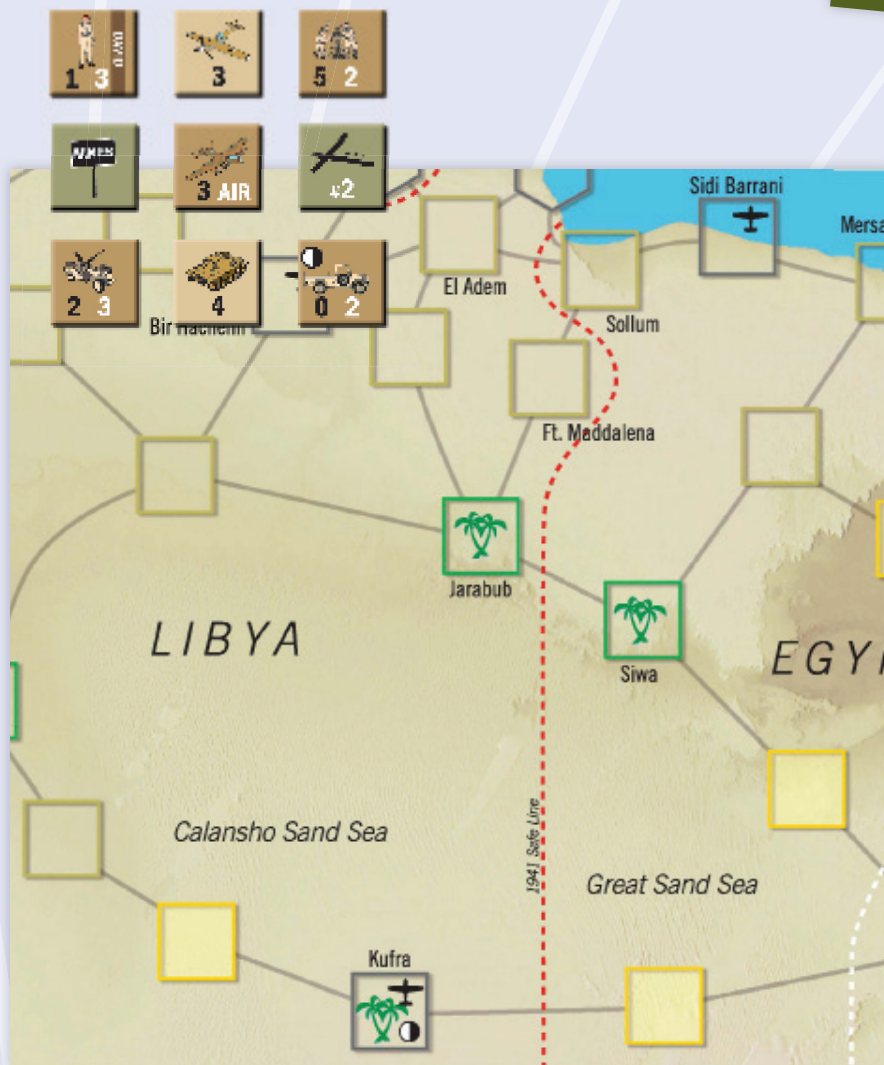 1 3
3
5 2
3 AIR
+2
Sidi Barrani
Mersa
2 3
4
0 2
El Adem
Bir Hacheim
Sollum
Ft. Maddalena
Jarabub
LIBYA
EGY
Siwa
Calansho Sand Sea
1941 Safe Line
Great Sand Sea
Kufra